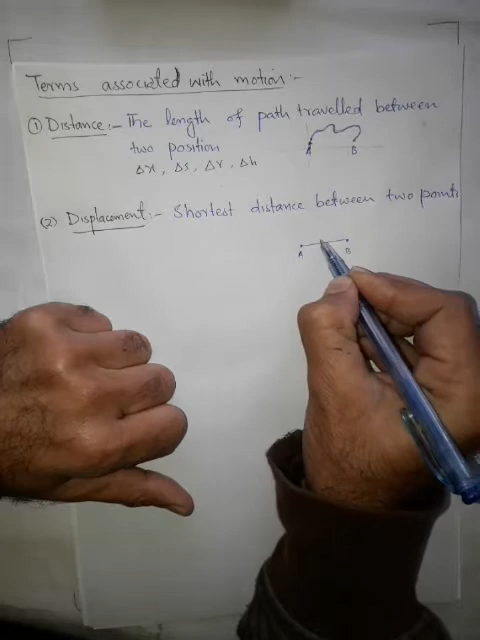 Terms associated with motion:-
① Distance:- The length of path travelled between
two position
Δx, Δs, Δr, Δh
A B
(2) Displacement:- Shortest distance between two points
A B